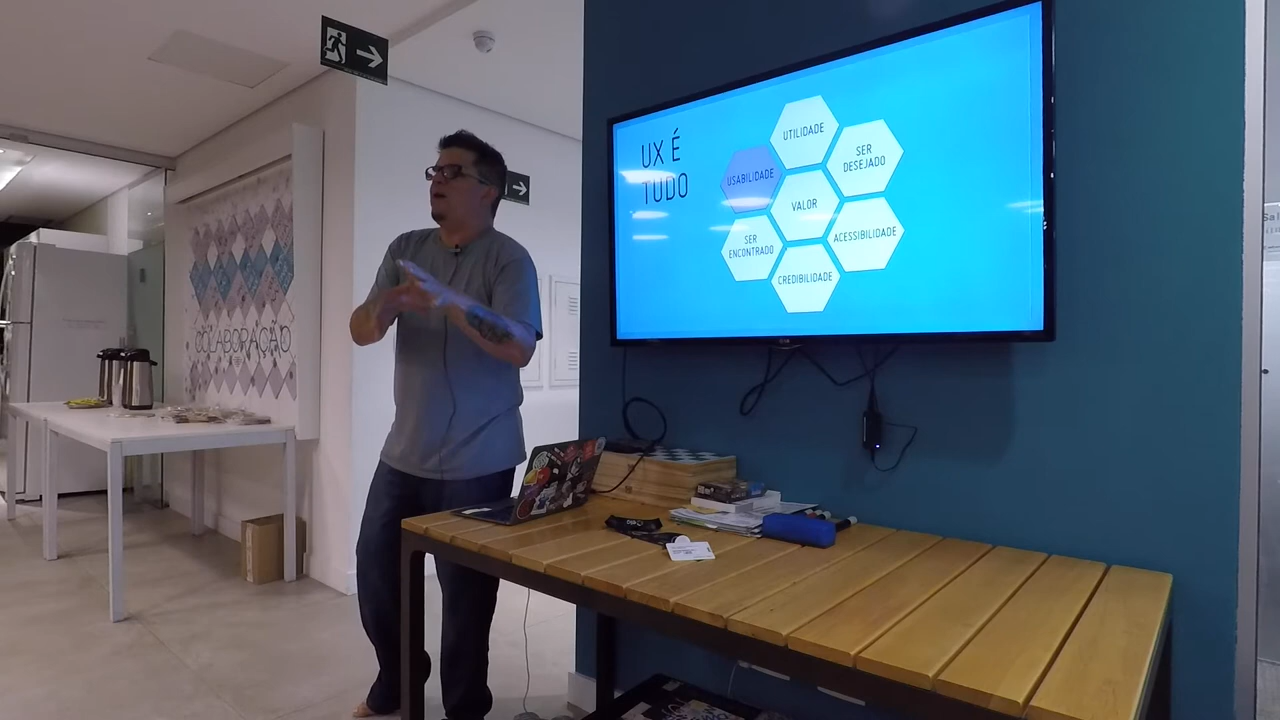 UX É
TUDO
UTILIDADE
SER
DESEJADO
USABILIDADE
VALOR
SER
ENCONTRADO
ACESSIBILIDADE
CREDIBILIDADE
COLABORAÇÃO